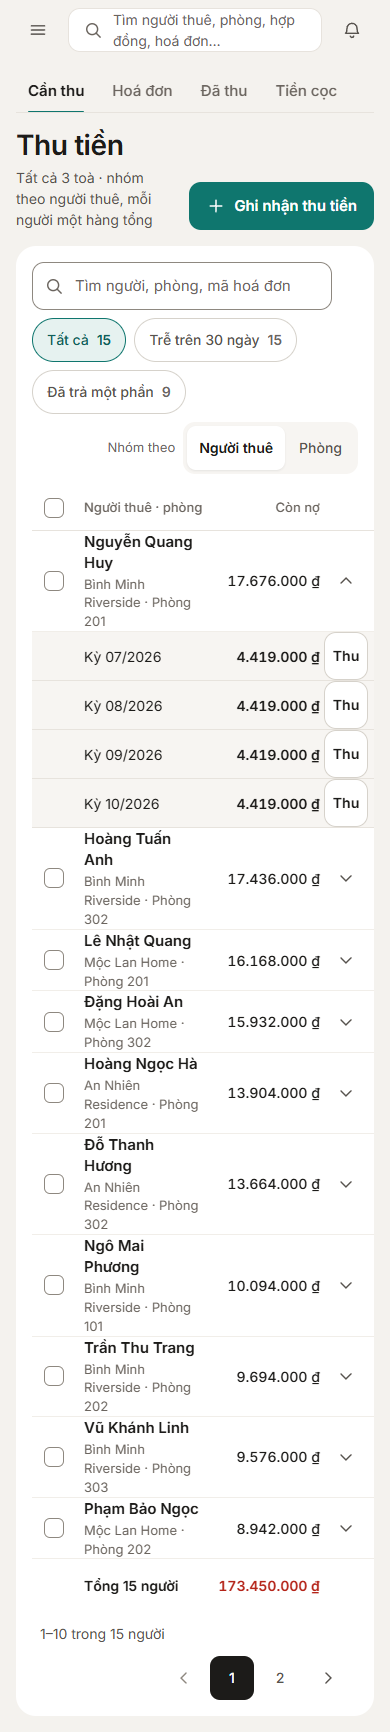 Tìm người thuê, phòng, hợp
đồng, hoá đơn...
Cần thu Hoá đơn Đã thu Tiền cọc
Thu tiền
Tất cả 3 toà · nhóm
theo người thuê, mỗi
người một hàng tổng
Ghi nhận thu tiền
Tìm người, phòng, mã hoá đơn
Tất cả 15 Trễ trên 30 ngày 15
Đã trả một phần 9
Nhóm theo Người thuê Phòng
Người thuê · phòng Còn nợ
Nguyễn Quang
Huy
Bình Minh
Riverside · Phòng
201
17.676.000 ₫
Kỳ 07/2026 4.419.000 ₫ Thu
Kỳ 08/2026 4.419.000 ₫ Thu
Kỳ 09/2026 4.419.000 ₫ Thu
Kỳ 10/2026 4.419.000 ₫ Thu
Hoàng Tuấn
Anh
Bình Minh
Riverside · Phòng
302
17.436.000 ₫
Lê Nhật Quang
Mộc Lan Home ·
Phòng 201
16.168.000 ₫
Đặng Hoài An
Mộc Lan Home ·
Phòng 302
15.932.000 ₫
Hoàng Ngọc Hà
An Nhiên
Residence · Phòng
201
13.904.000 ₫
Đỗ Thanh
Hương
An Nhiên
Residence · Phòng
302
13.664.000 ₫
Ngô Mai
Phương
Bình Minh
Riverside · Phòng
101
10.094.000 ₫
Trần Thu Trang
Bình Minh
Riverside · Phòng
202
9.694.000 ₫
Vũ Khánh Linh
Bình Minh
Riverside · Phòng
303
9.576.000 ₫
Phạm Bảo Ngọc
Mộc Lan Home ·
Phòng 202
8.942.000 ₫
Tổng 15 người 173.450.000 ₫
1–10 trong 15 người
1 2